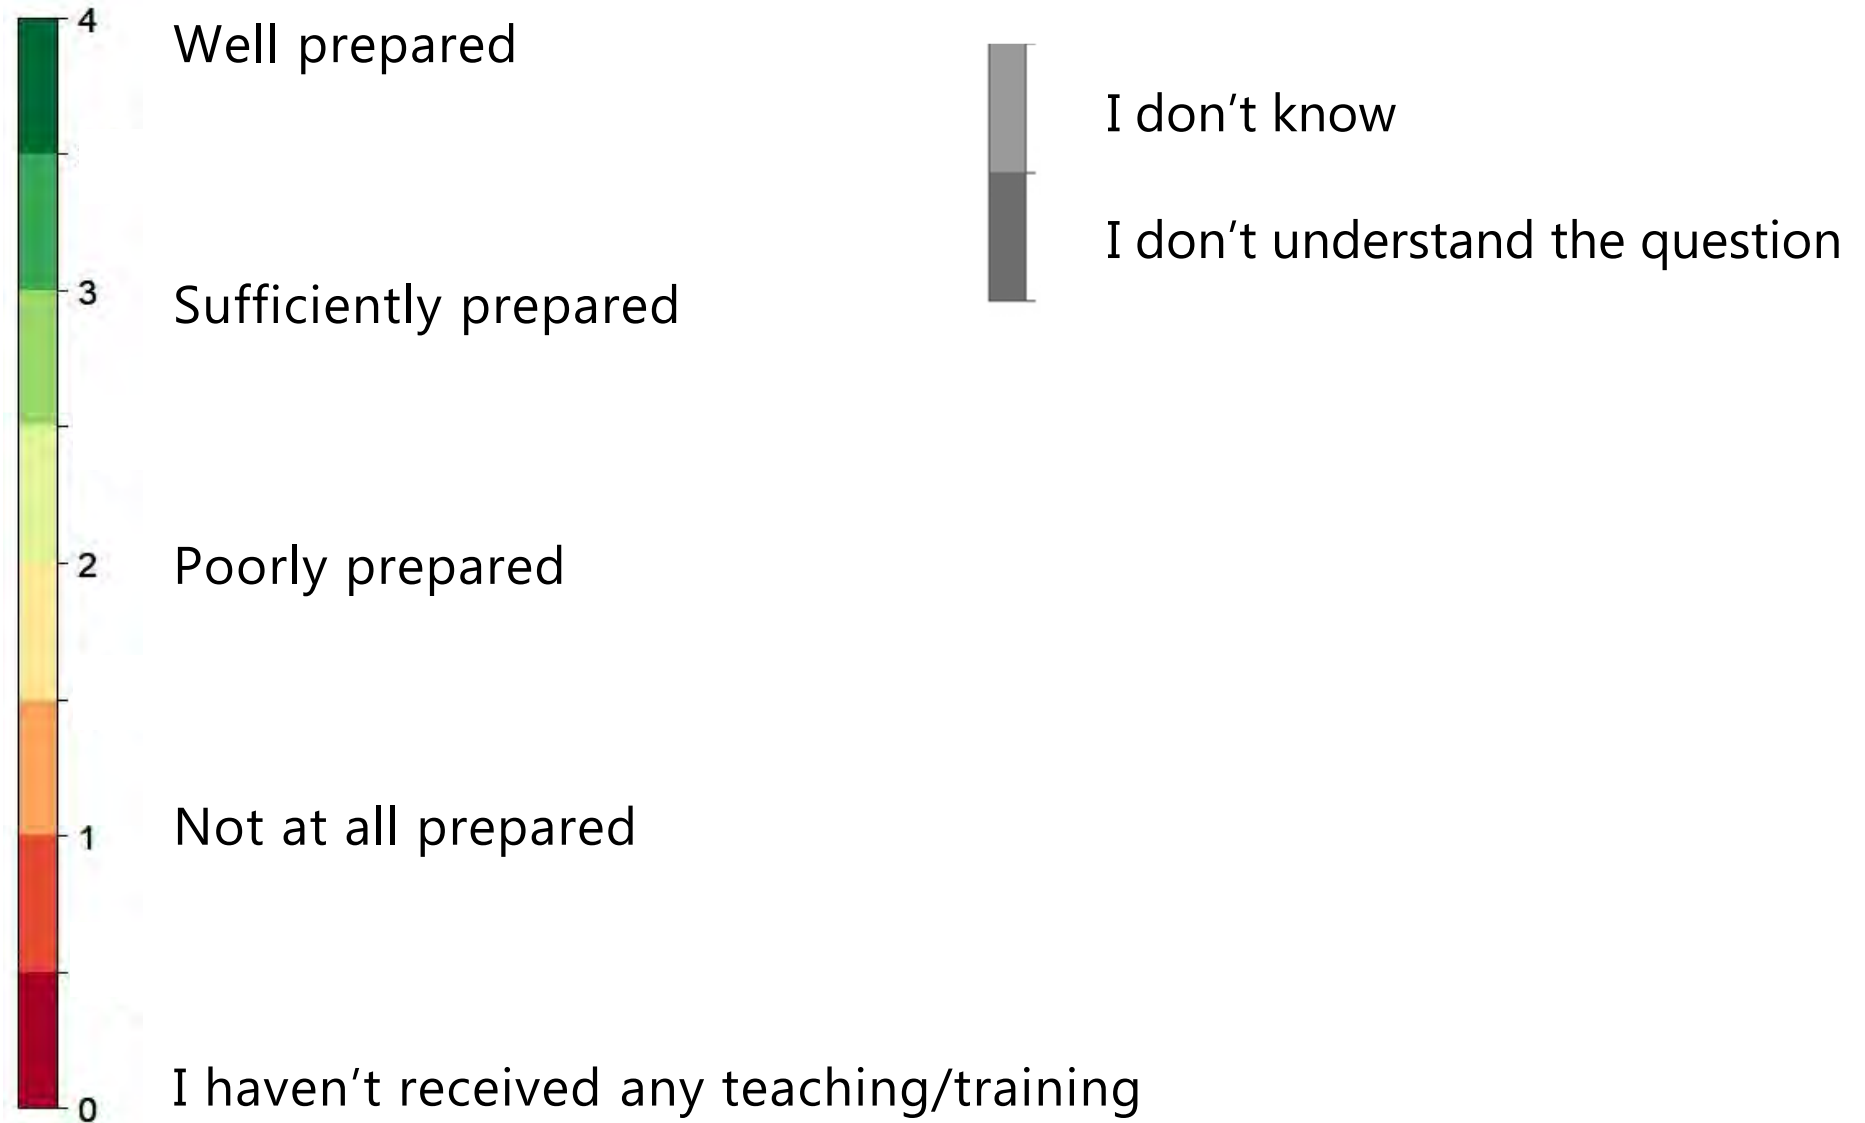 4 Well prepared
I don't know
I don't understand the question
3 Sufficiently prepared
2 Poorly prepared
1 Not at all prepared
0 I haven't received any teaching/training